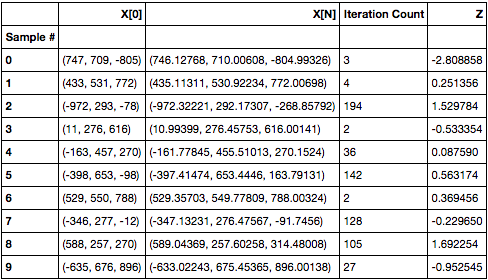 X[0] X[N] Iteration Count Z
Sample #
0 (747, 709, -805) (746.12768, 710.00608, -804.99326) 3 -2.808858
1 (433, 531, 772) (435.11311, 530.92234, 772.00698) 4 0.251356
2 (-972, 293, -78) (-972.32221, 292.17307, -268.85792) 194 1.529784
3 (11, 276, 616) (10.99399, 276.45753, 616.00141) 2 -0.533354
4 (-163, 457, 270) (-161.77845, 455.51013, 270.1524) 36 0.087590
5 (-398, 653, -98) (-397.41474, 653.4446, 163.79131) 142 0.563174
6 (529, 550, 788) (529.35703, 549.77809, 788.00324) 2 0.369456
7 (-346, 277, -12) (-347.13231, 276.47567, -91.7456) 128 -0.229650
8 (588, 257, 270) (589.04369, 257.60258, 314.48008) 105 1.692254
9 (-635, 676, 896) (-633.02243, 675.45365, 896.00138) 27 -0.952545